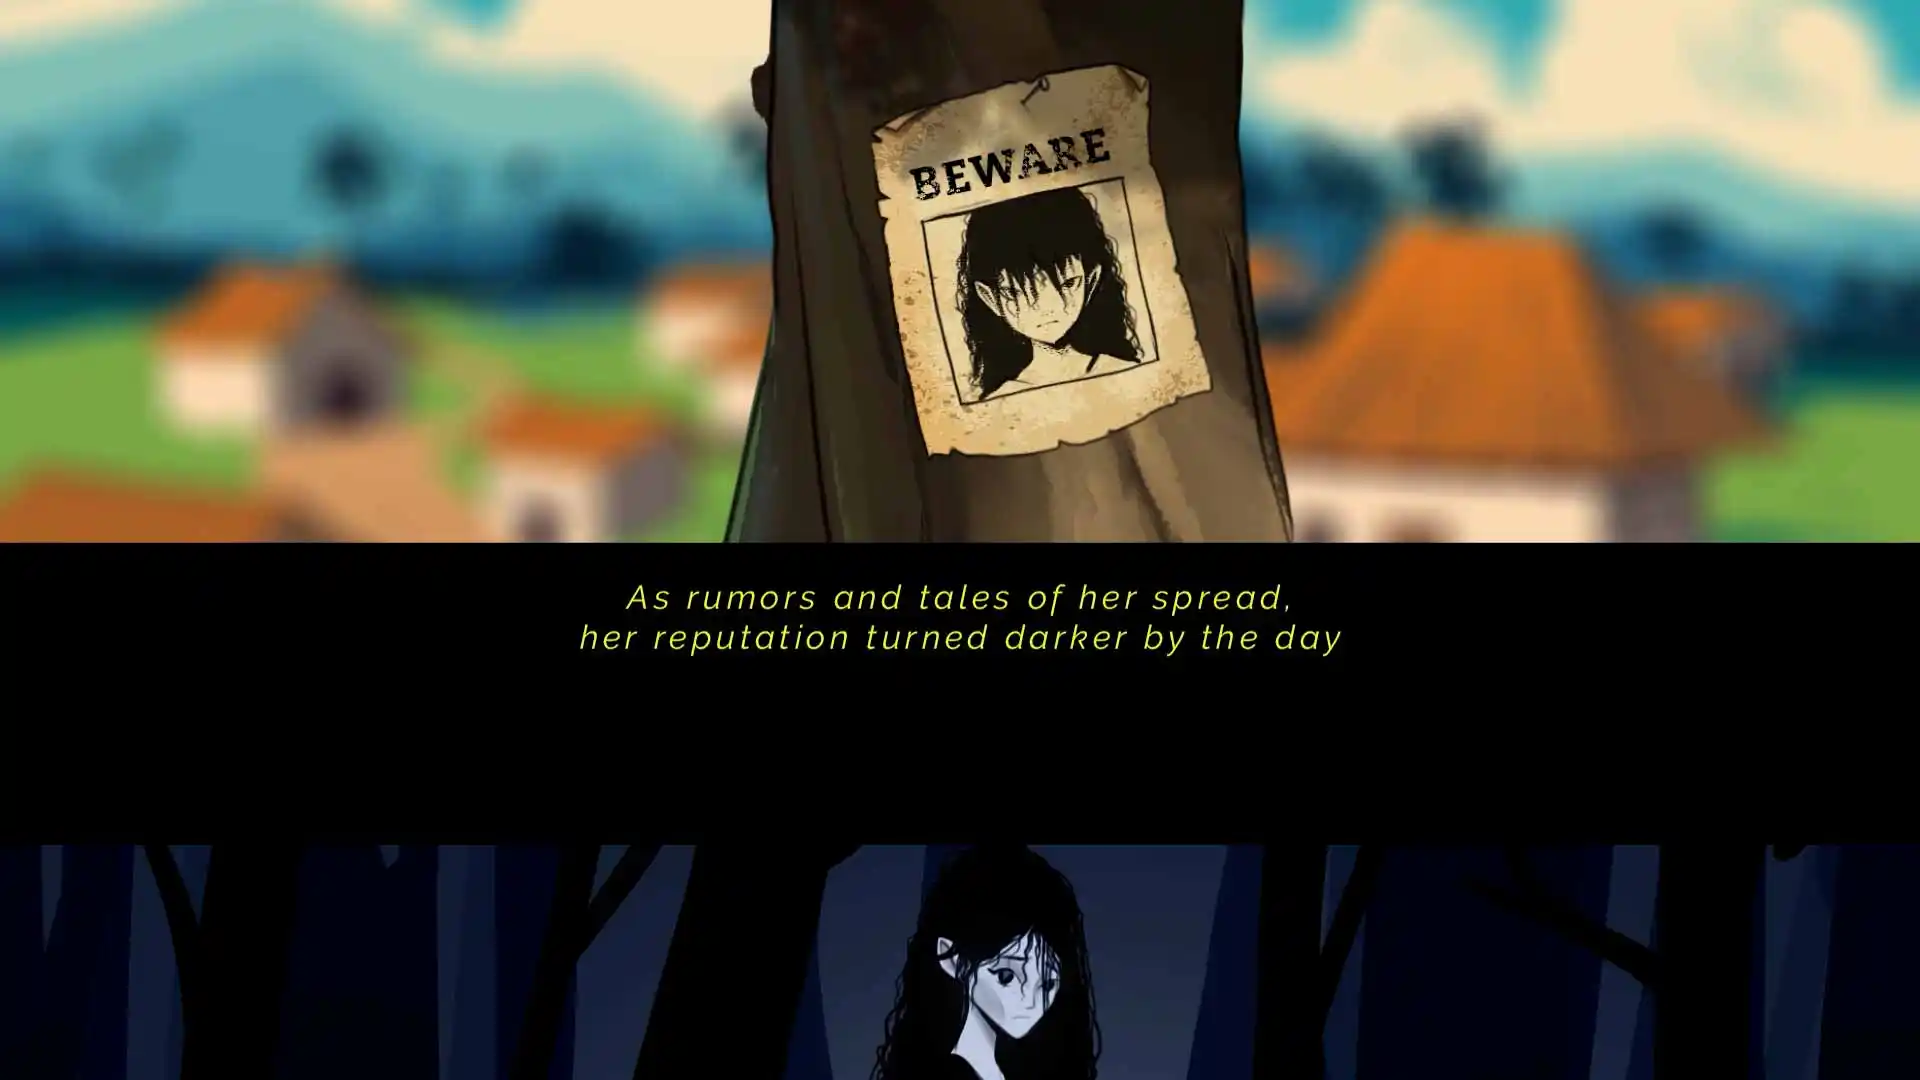 BEWARE
As rumors and tales of her spread,
her reputation turned darker by the day